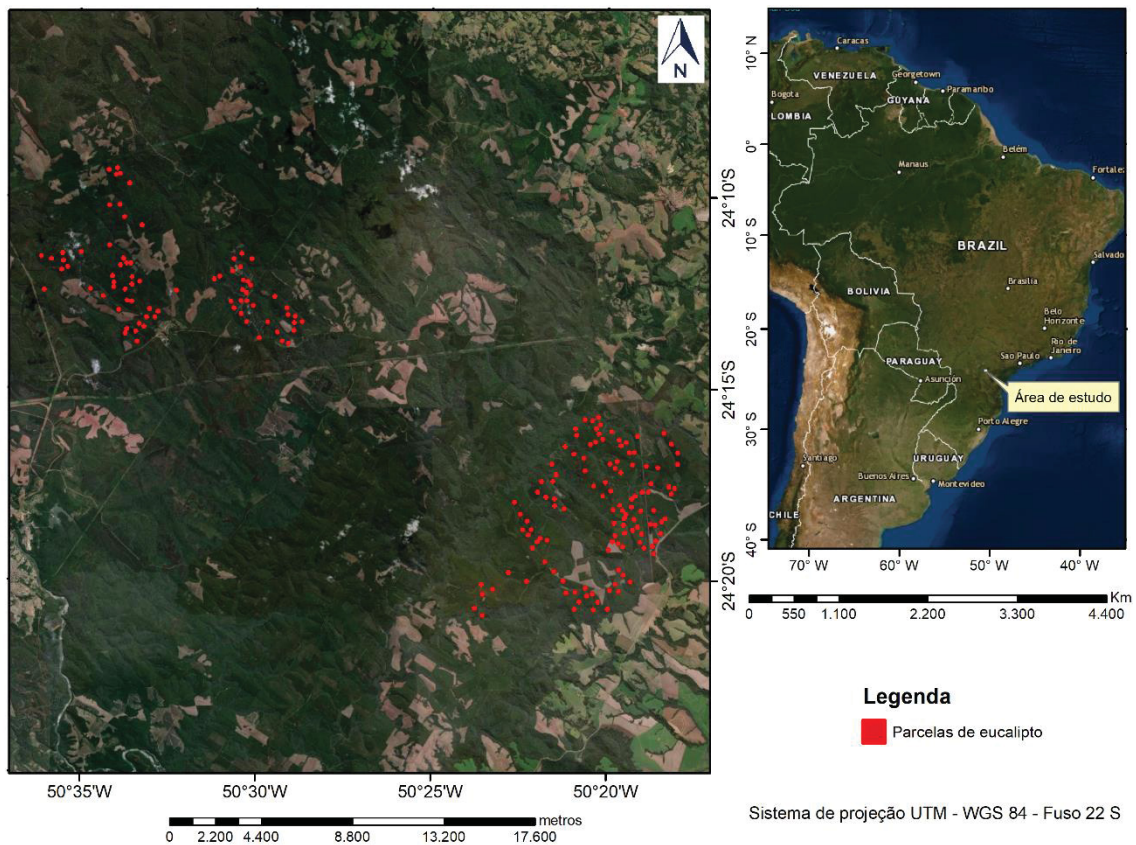 N
24°10'S
24°15'S
24°20'S
50°35'W
50°30'W
50°25'W
50°20'W
metros
0 2.200 4.400 8.800 13.200 17.600
10° N
0°
10° S
20° S
30° S
40° S
Caracas
VENEZUELA
Georgetown
Paramaribo
Bogota
GUYANA
LOMBIA
Belém
Manaus
Fortalez
BRAZIL
Salvado
BOLIVIA
Brasília
Belo
Horizonte
PARAGUAY
Rio de
Janeiro
Sao Paulo
Asunción
Área de estudo
Porto Alegre
URUGUAY
Santiago
Buenos Aires
Montevideo
ARGENTINA
CHILE
70° W
60° W
50° W
40° W
Km
0 550 1.100 2.200 3.300 4.400
Legenda
Parcelas de eucalipto
Sistema de projeção UTM - WGS 84 - Fuso 22 S